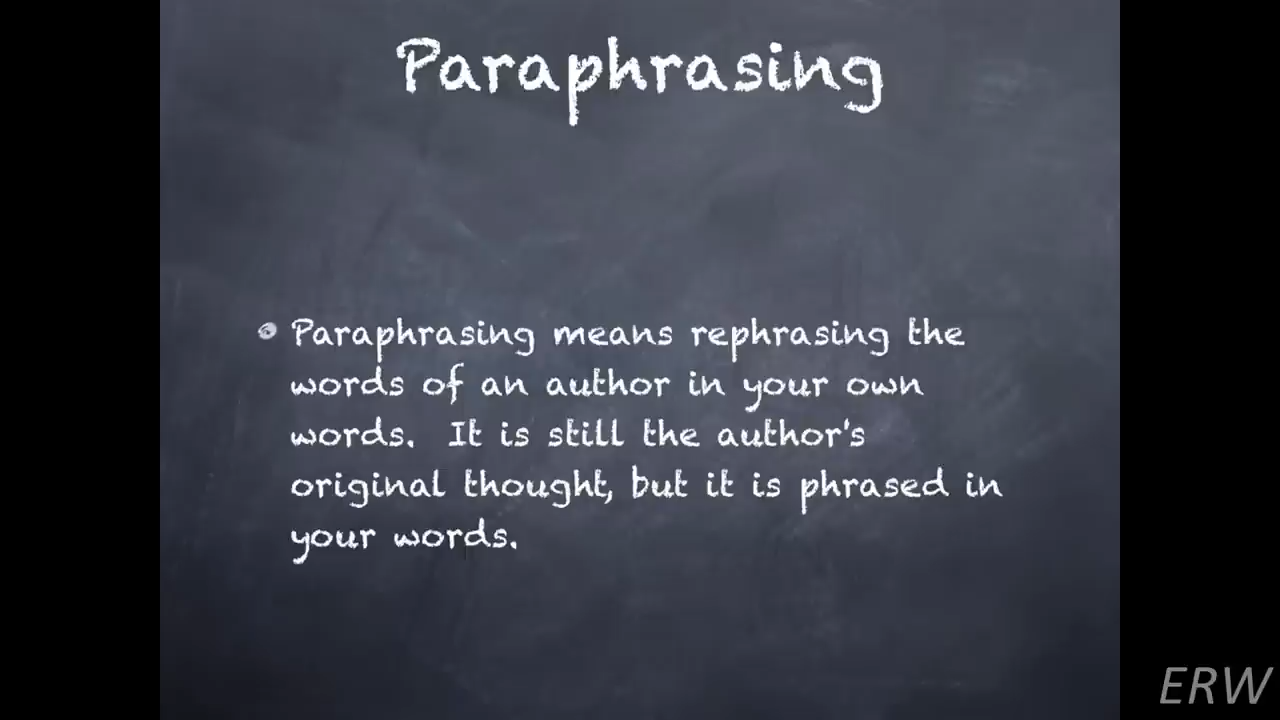 Paraphrasing
Paraphrasing means rephrasing the
words of an author in your own
words. It is still the author's
original thought, but it is phrased in
your words.
ERW